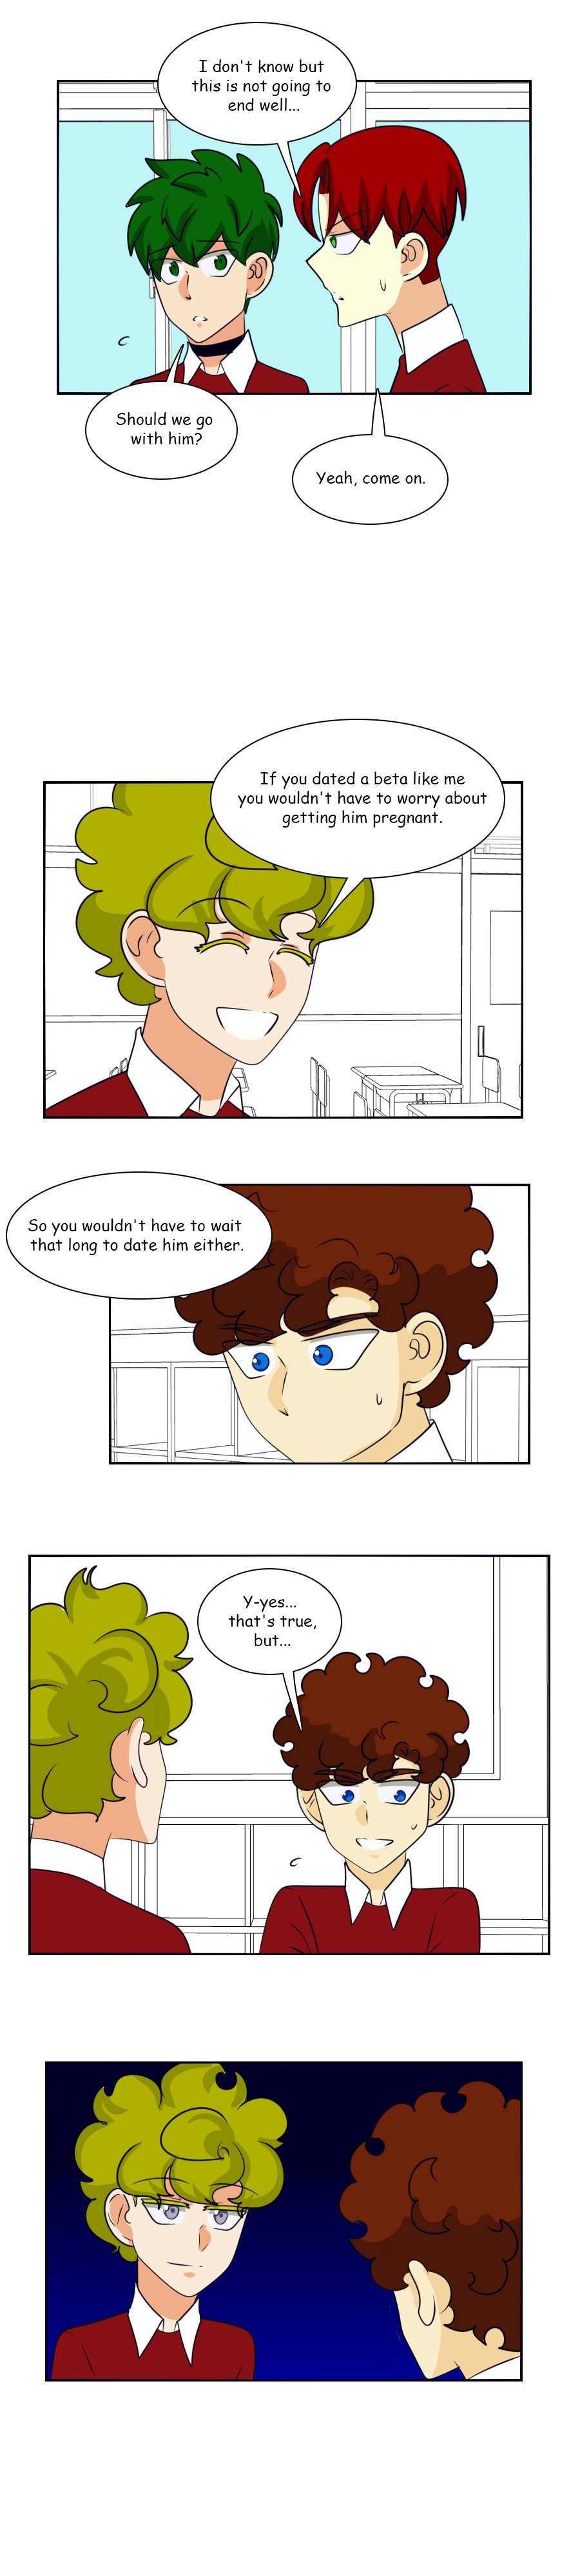 I don't know but
this is not going to
end well...
Should we go
with him?
Yeah, come on.
If you dated a beta like me
you wouldn't have to worry about
getting him pregnant.
So you wouldn't have to wait
that long to date him either.
Y-yes...
that's true,
but...